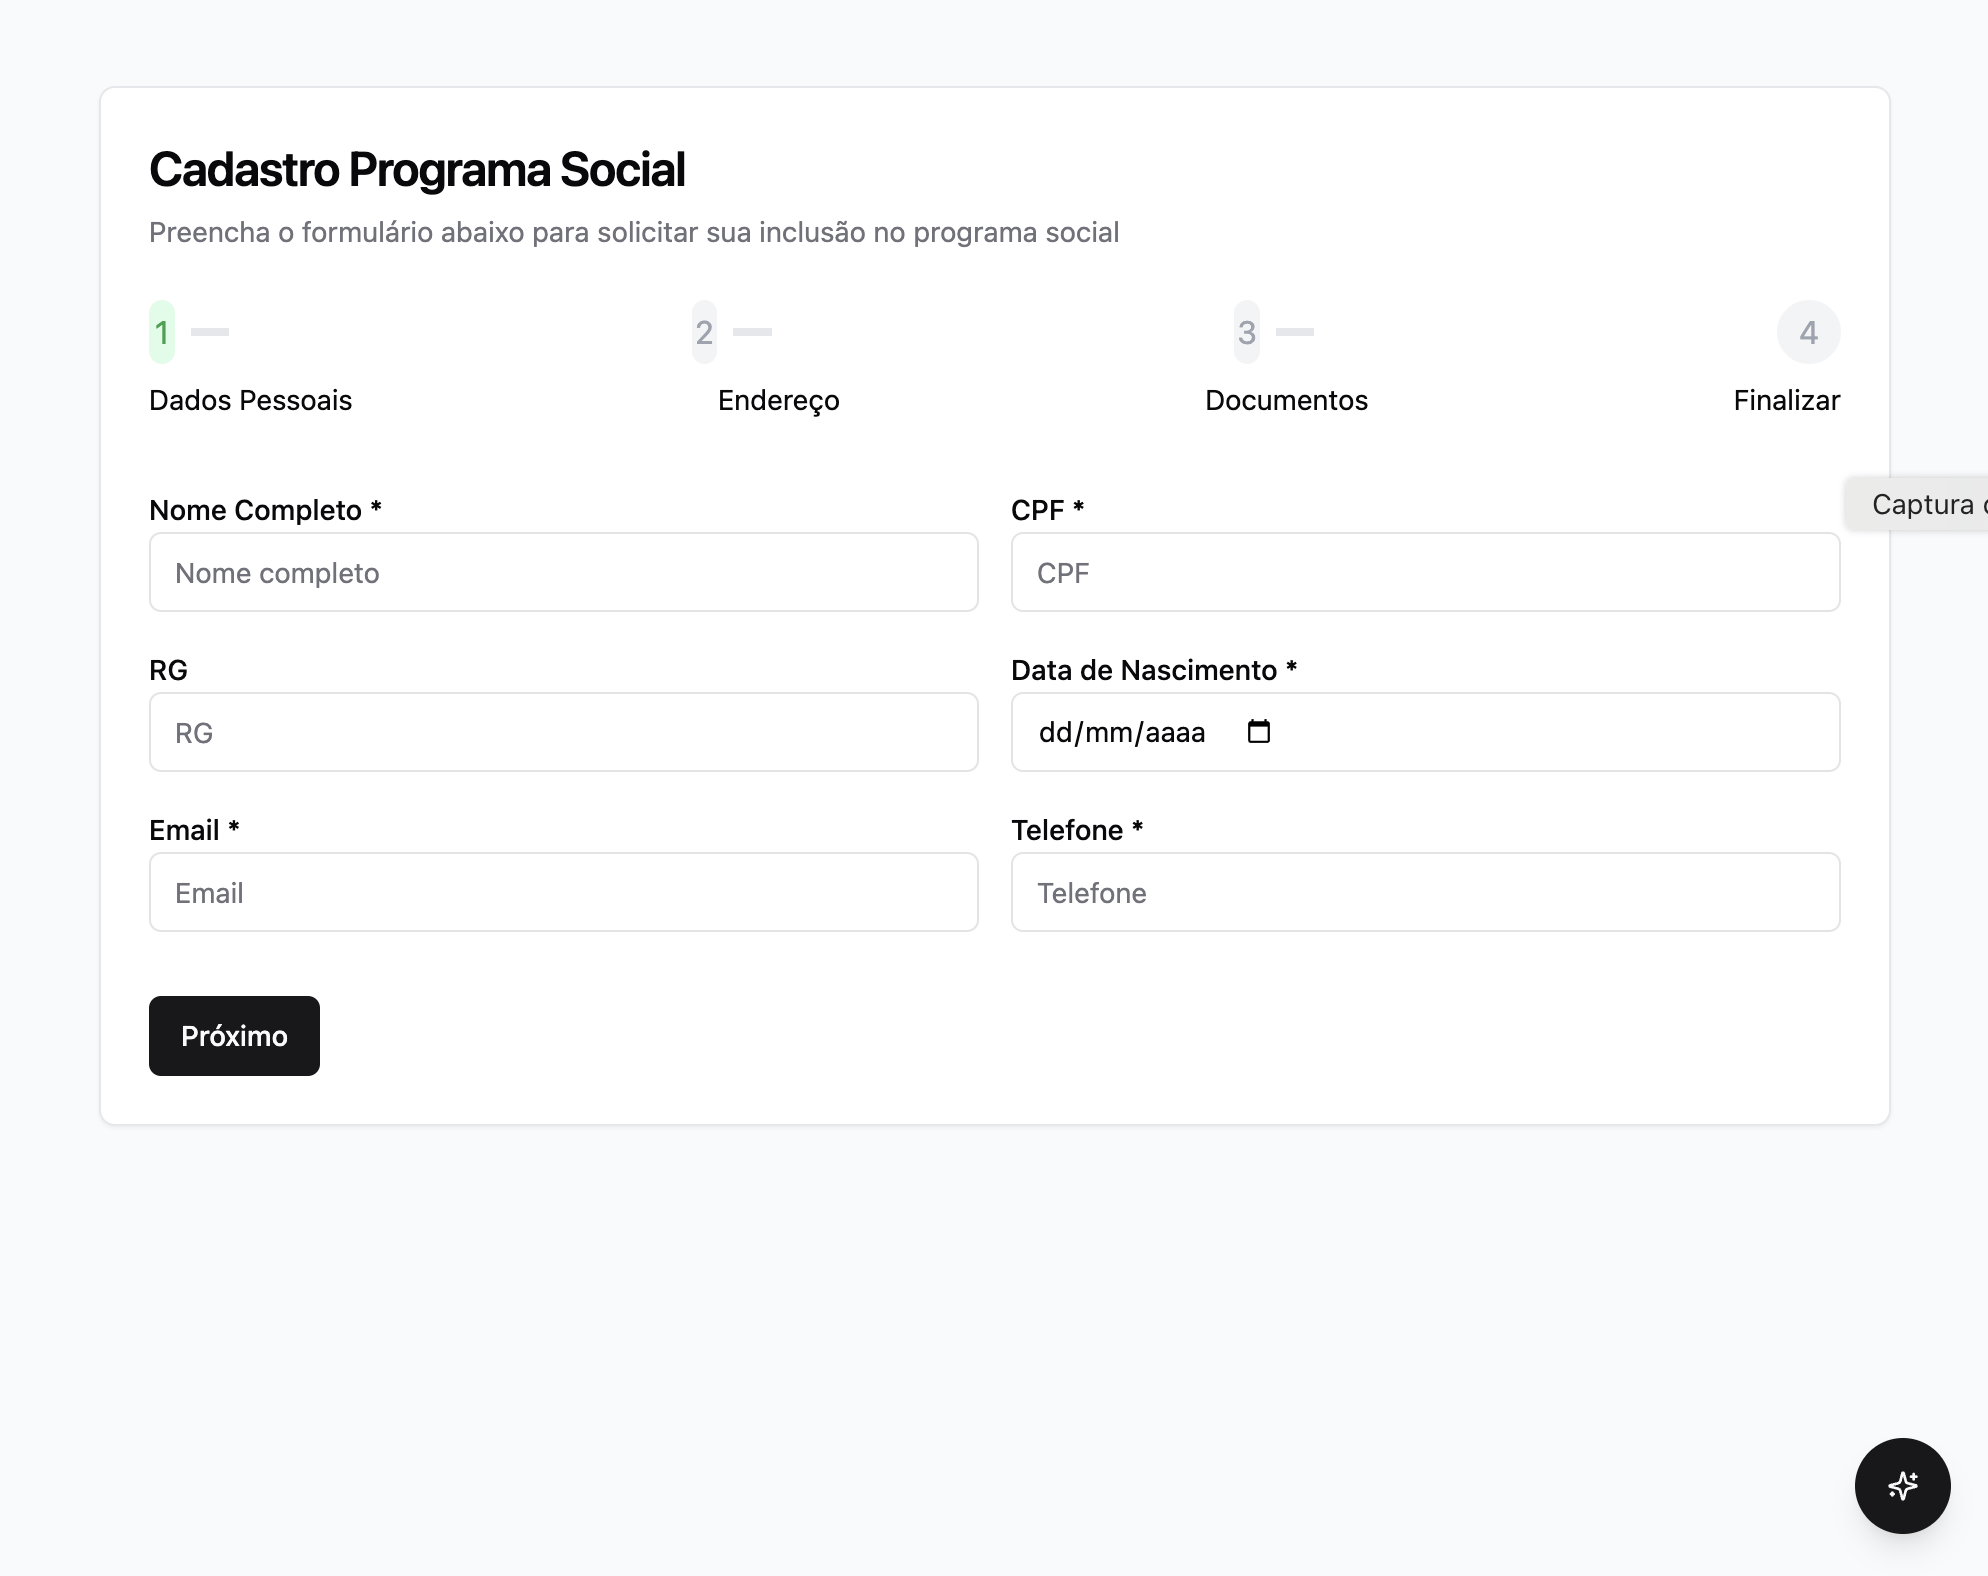 Cadastro Programa Social
Preencha o formulário abaixo para solicitar sua inclusão no programa social
1 2 3 4
Dados Pessoais Endereço Documentos Finalizar
Captura
Nome Completo * CPF *
Nome completo CPF
RG Data de Nascimento *
RG dd/mm/aaaa
Email * Telefone *
Email Telefone
Próximo